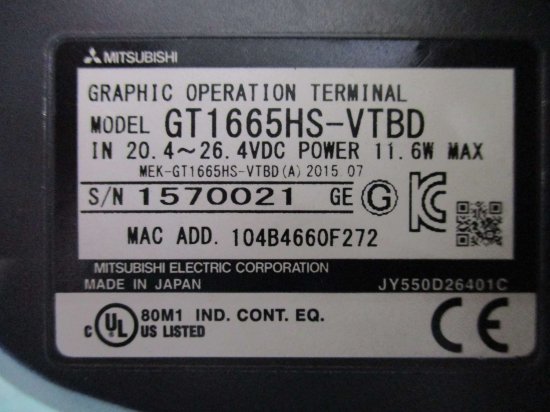 MITSUBISHI
GRAPHIC OPERATION TERMINAL
MODEL GT1665HS-VTBD
IN 20.4～26.4VDC POWER 11.6W MAX
MEK-GT1665HS-VTBD(A) 2015 07
S/N 1570021 GE G
MAC ADD. 104B4660F272
MITSUBISHI ELECTRIC CORPORATION
MADE IN JAPAN JY550D26401C
c UL US LISTED 80M1 IND. CONT. EQ. CE